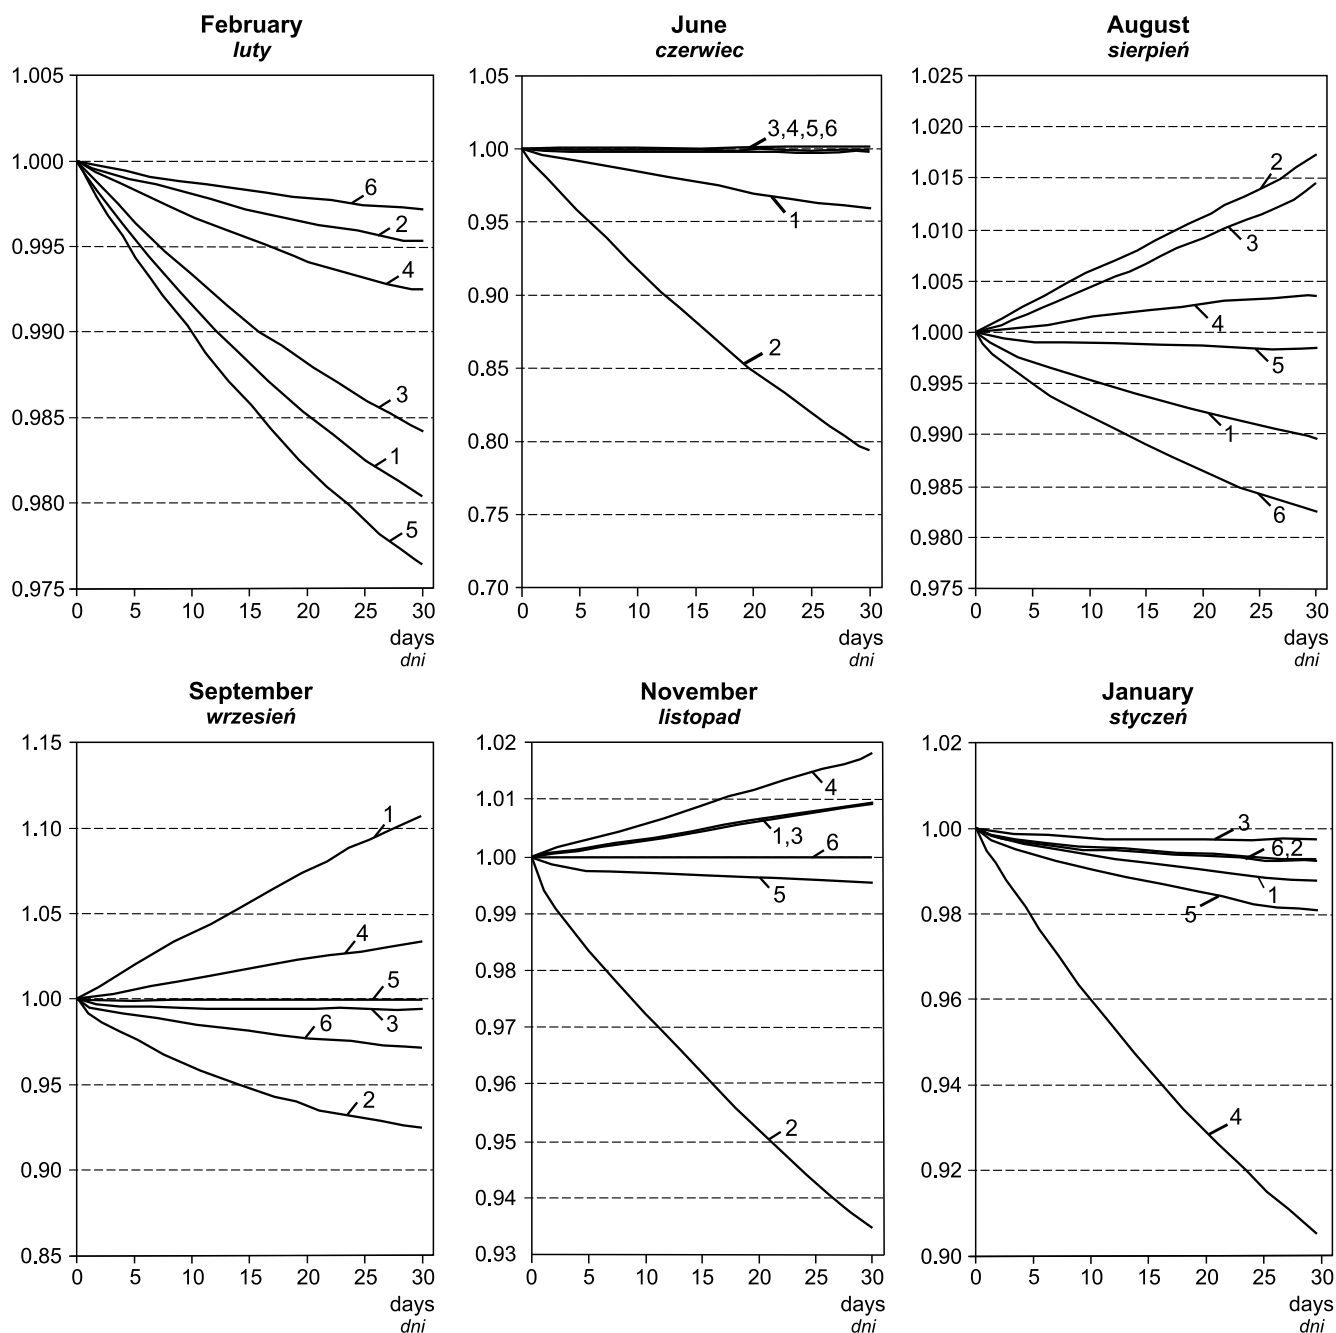 February
luty
1.005
1.000
0.995
0.990
0.985
0.980
0.975
6
2
4
3
1
5
0 5 10 15 20 25 30
days
dni
June
czerwiec
1.05
1.00
0.95
0.90
0.85
0.80
0.75
0.70
3,4,5,6
1
2
0 5 10 15 20 25 30
days
dni
August
sierpień
1.025
1.020
1.015
1.010
1.005
1.000
0.995
0.990
0.985
0.980
0.975
2
3
4
5
1
6
0 5 10 15 20 25 30
days
dni
September
wrzesień
1.15
1.10
1.05
1.00
0.95
0.90
0.85
1
4
5
3
6
2
0 5 10 15 20 25 30
days
dni
November
listopad
1.02
1.01
1.00
0.99
0.98
0.97
0.96
0.95
0.94
0.93
4
1,3
6
5
2
0 5 10 15 20 25 30
days
dni
January
styczeń
1.02
1.00
0.98
0.96
0.94
0.92
0.90
3
6,2
1
5
4
0 5 10 15 20 25 30
days
dni